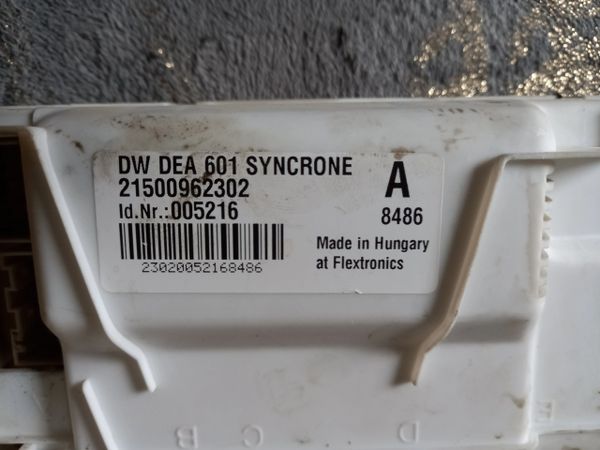 DW DEA 601 SYNCRONE
A
21500962302
Id.Nr.:005216
8486
Made in Hungary
at Flextronics
23020052168486
B C D E